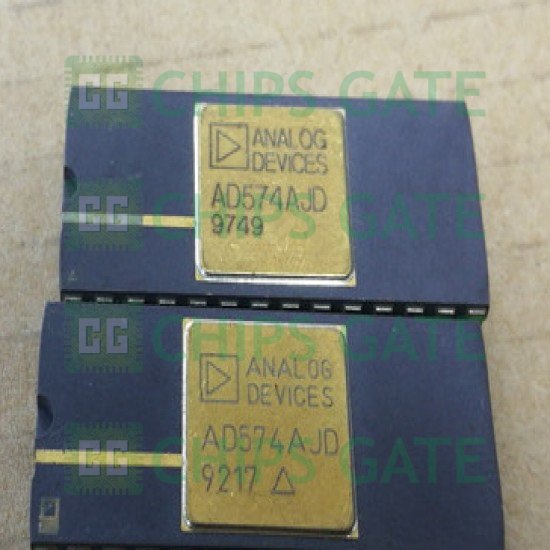 CHIPS GATE
ANALOG
DEVICES
AD574AJD
9749
CHIPS GATE
CHIPS GATE
ANALOG
DEVICES
AD574AJD
9217
CHIPS GATE